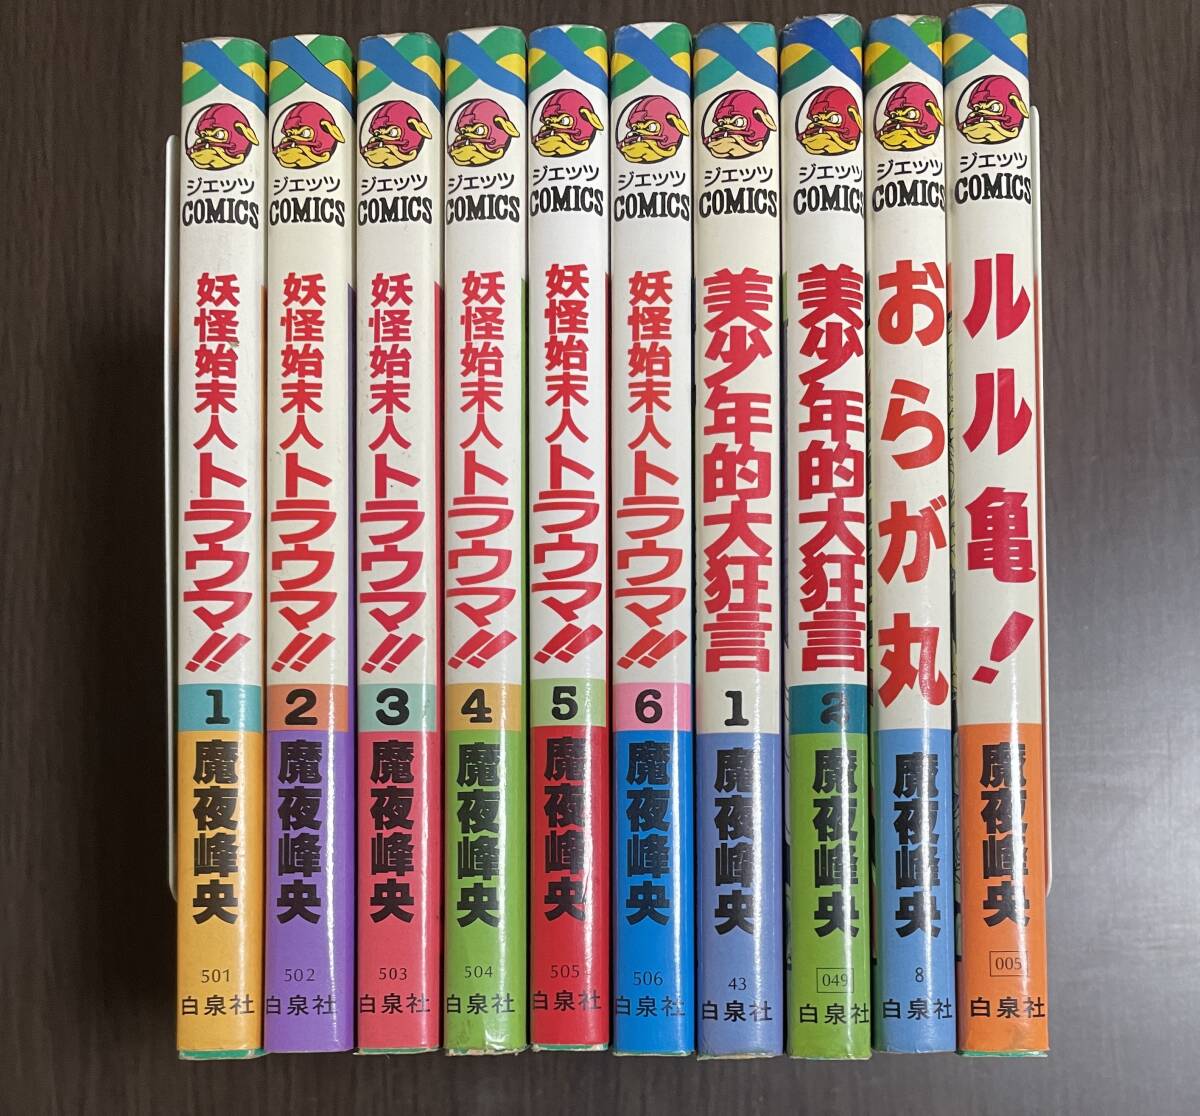 ジェッツ
COMICS
妖怪始末人トラウマ!!
1
魔夜峰央
501
白泉社
ジェッツ
COMICS
妖怪始末人トラウマ!!
2
魔夜峰央
502
白泉社
ジェッツ
COMICS
妖怪始末人トラウマ!!
3
魔夜峰央
503
白泉社
ジェッツ
COMICS
妖怪始末人トラウマ!!
4
魔夜峰央
504
白泉社
ジェッツ
COMICS
妖怪始末人トラウマ!!
5
魔夜峰央
505
白泉社
ジェッツ
COMICS
妖怪始末人トラウマ!!
6
魔夜峰央
506
白泉社
ジェッツ
COMICS
美少年的大狂言
1
魔夜峰央
43
白泉社
ジェッツ
COMICS
美少年的大狂言
2
魔夜峰央
049
白泉社
ジェッツ
COMICS
おらが丸
魔夜峰央
8
白泉社
ジェッツ
COMICS
ルル亀!
魔夜峰央
005
白泉社